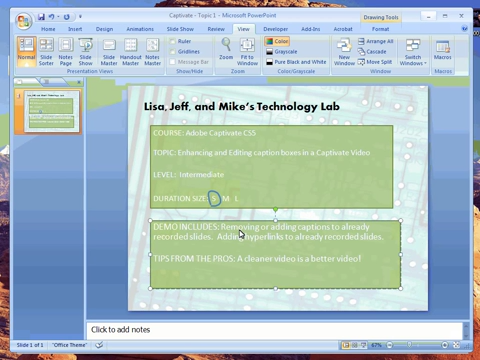 Captivate - Topic 1 - Microsoft PowerPoint
Drawing Tools
Home Insert Design Animations Slide Show Review View Developer Add-Ins Acrobat Format
Normal
Slide Sorter
Notes Page
Slide Show
Slide Master
Handout Master
Notes Master
Presentation Views
Ruler
Gridlines
Message Bar
Show/Hide
Zoom
Fit to Window
Zoom
Color
Grayscale
Pure Black and White
Color/Grayscale
New Window
Arrange All
Cascade
Move Split
Switch Windows
Window
Macros
Macros
1
Lisa, Jeff, and Mike's Technology Lab
COURSE: Adobe Captivate CS5
TOPIC: Enhancing and Editing caption boxes in a Captivate Video
LEVEL: Intermediate
DURATION SIZE: S M L
DEMO INCLUDES: Removing or adding captions to already
recorded slides. Adding hyperlinks to already recorded slides.
TIPS FROM THE PROS: A cleaner video is a better video!
Click to add notes
Slide 1 of 1 "Office Theme" 67%